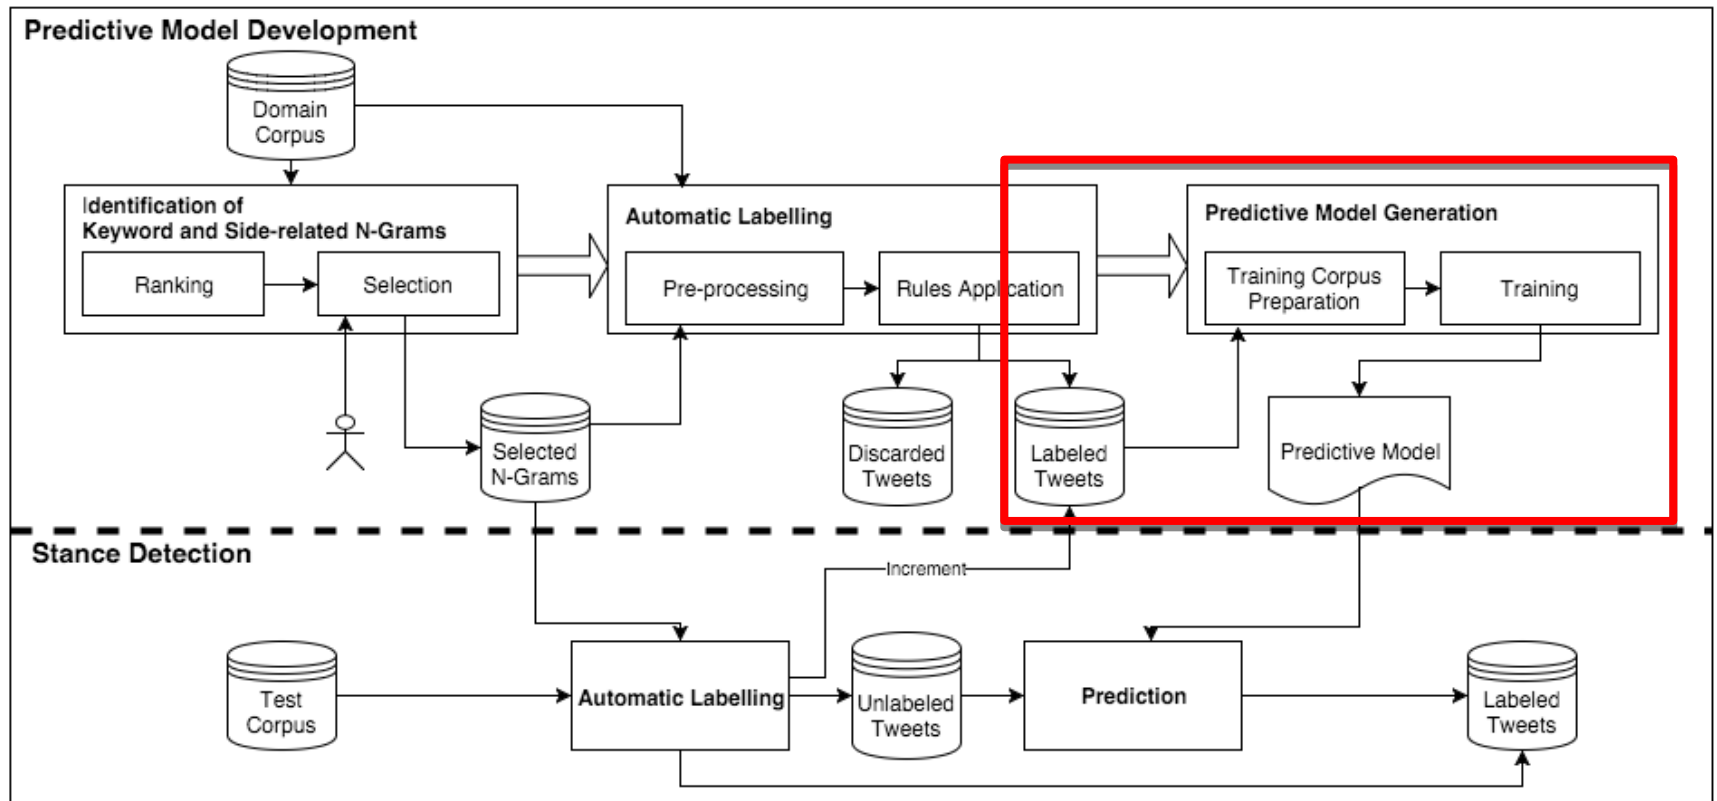 Predictive Model Development
Domain
Corpus
Identification of
Keyword and Side-related N-Grams
Ranking
Selection
Automatic Labelling
Pre-processing
Rules Application
Predictive Model Generation
Training Corpus
Preparation
Training
Selected
N-Grams
Discarded
Tweets
Labeled
Tweets
Predictive Model
Stance Detection
Increment
Test
Corpus
Automatic Labelling
Unlabeled
Tweets
Prediction
Labeled
Tweets